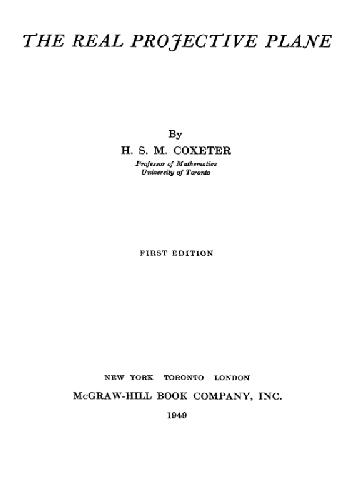 THE REAL PROJECTIVE PLANE
By
H. S. M. COXETER
Professor of Mathematics
University of Toronto
FIRST EDITION
NEW YORK TORONTO LONDON
McGRAW-HILL BOOK COMPANY, INC.
1949